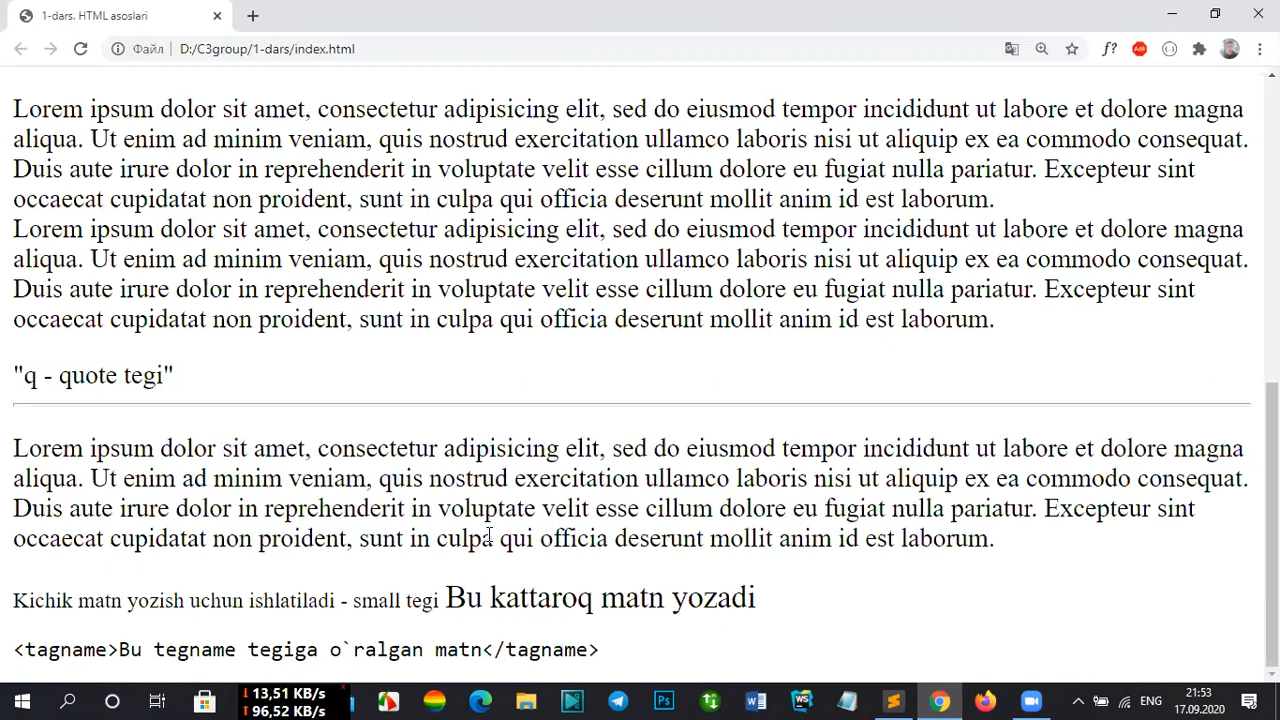 1-dars. HTML asoslari
Файл D:/C3group/1-dars/index.html
Lorem ipsum dolor sit amet, consectetur adipisicing elit, sed do eiusmod tempor incididunt ut labore et dolore magna
aliqua. Ut enim ad minim veniam, quis nostrud exercitation ullamco laboris nisi ut aliquip ex ea commodo consequat.
Duis aute irure dolor in reprehenderit in voluptate velit esse cillum dolore eu fugiat nulla pariatur. Excepteur sint
occaecat cupidatat non proident, sunt in culpa qui officia deserunt mollit anim id est laborum.
Lorem ipsum dolor sit amet, consectetur adipisicing elit, sed do eiusmod tempor incididunt ut labore et dolore magna
aliqua. Ut enim ad minim veniam, quis nostrud exercitation ullamco laboris nisi ut aliquip ex ea commodo consequat.
Duis aute irure dolor in reprehenderit in voluptate velit esse cillum dolore eu fugiat nulla pariatur. Excepteur sint
occaecat cupidatat non proident, sunt in culpa qui officia deserunt mollit anim id est laborum.
"q - quote tegi"
Lorem ipsum dolor sit amet, consectetur adipisicing elit, sed do eiusmod tempor incididunt ut labore et dolore magna
aliqua. Ut enim ad minim veniam, quis nostrud exercitation ullamco laboris nisi ut aliquip ex ea commodo consequat.
Duis aute irure dolor in reprehenderit in voluptate velit esse cillum dolore eu fugiat nulla pariatur. Excepteur sint
occaecat cupidatat non proident, sunt in culpa qui officia deserunt mollit anim id est laborum.
Kichik matn yozish uchun ishlatiladi - small tegi Bu kattaroq matn yozadi
<tagname>Bu tegname tegiga o`ralgan matn</tagname>
13,51 KB/s
96,52 KB/s
ENG
21:53
17.09.2020